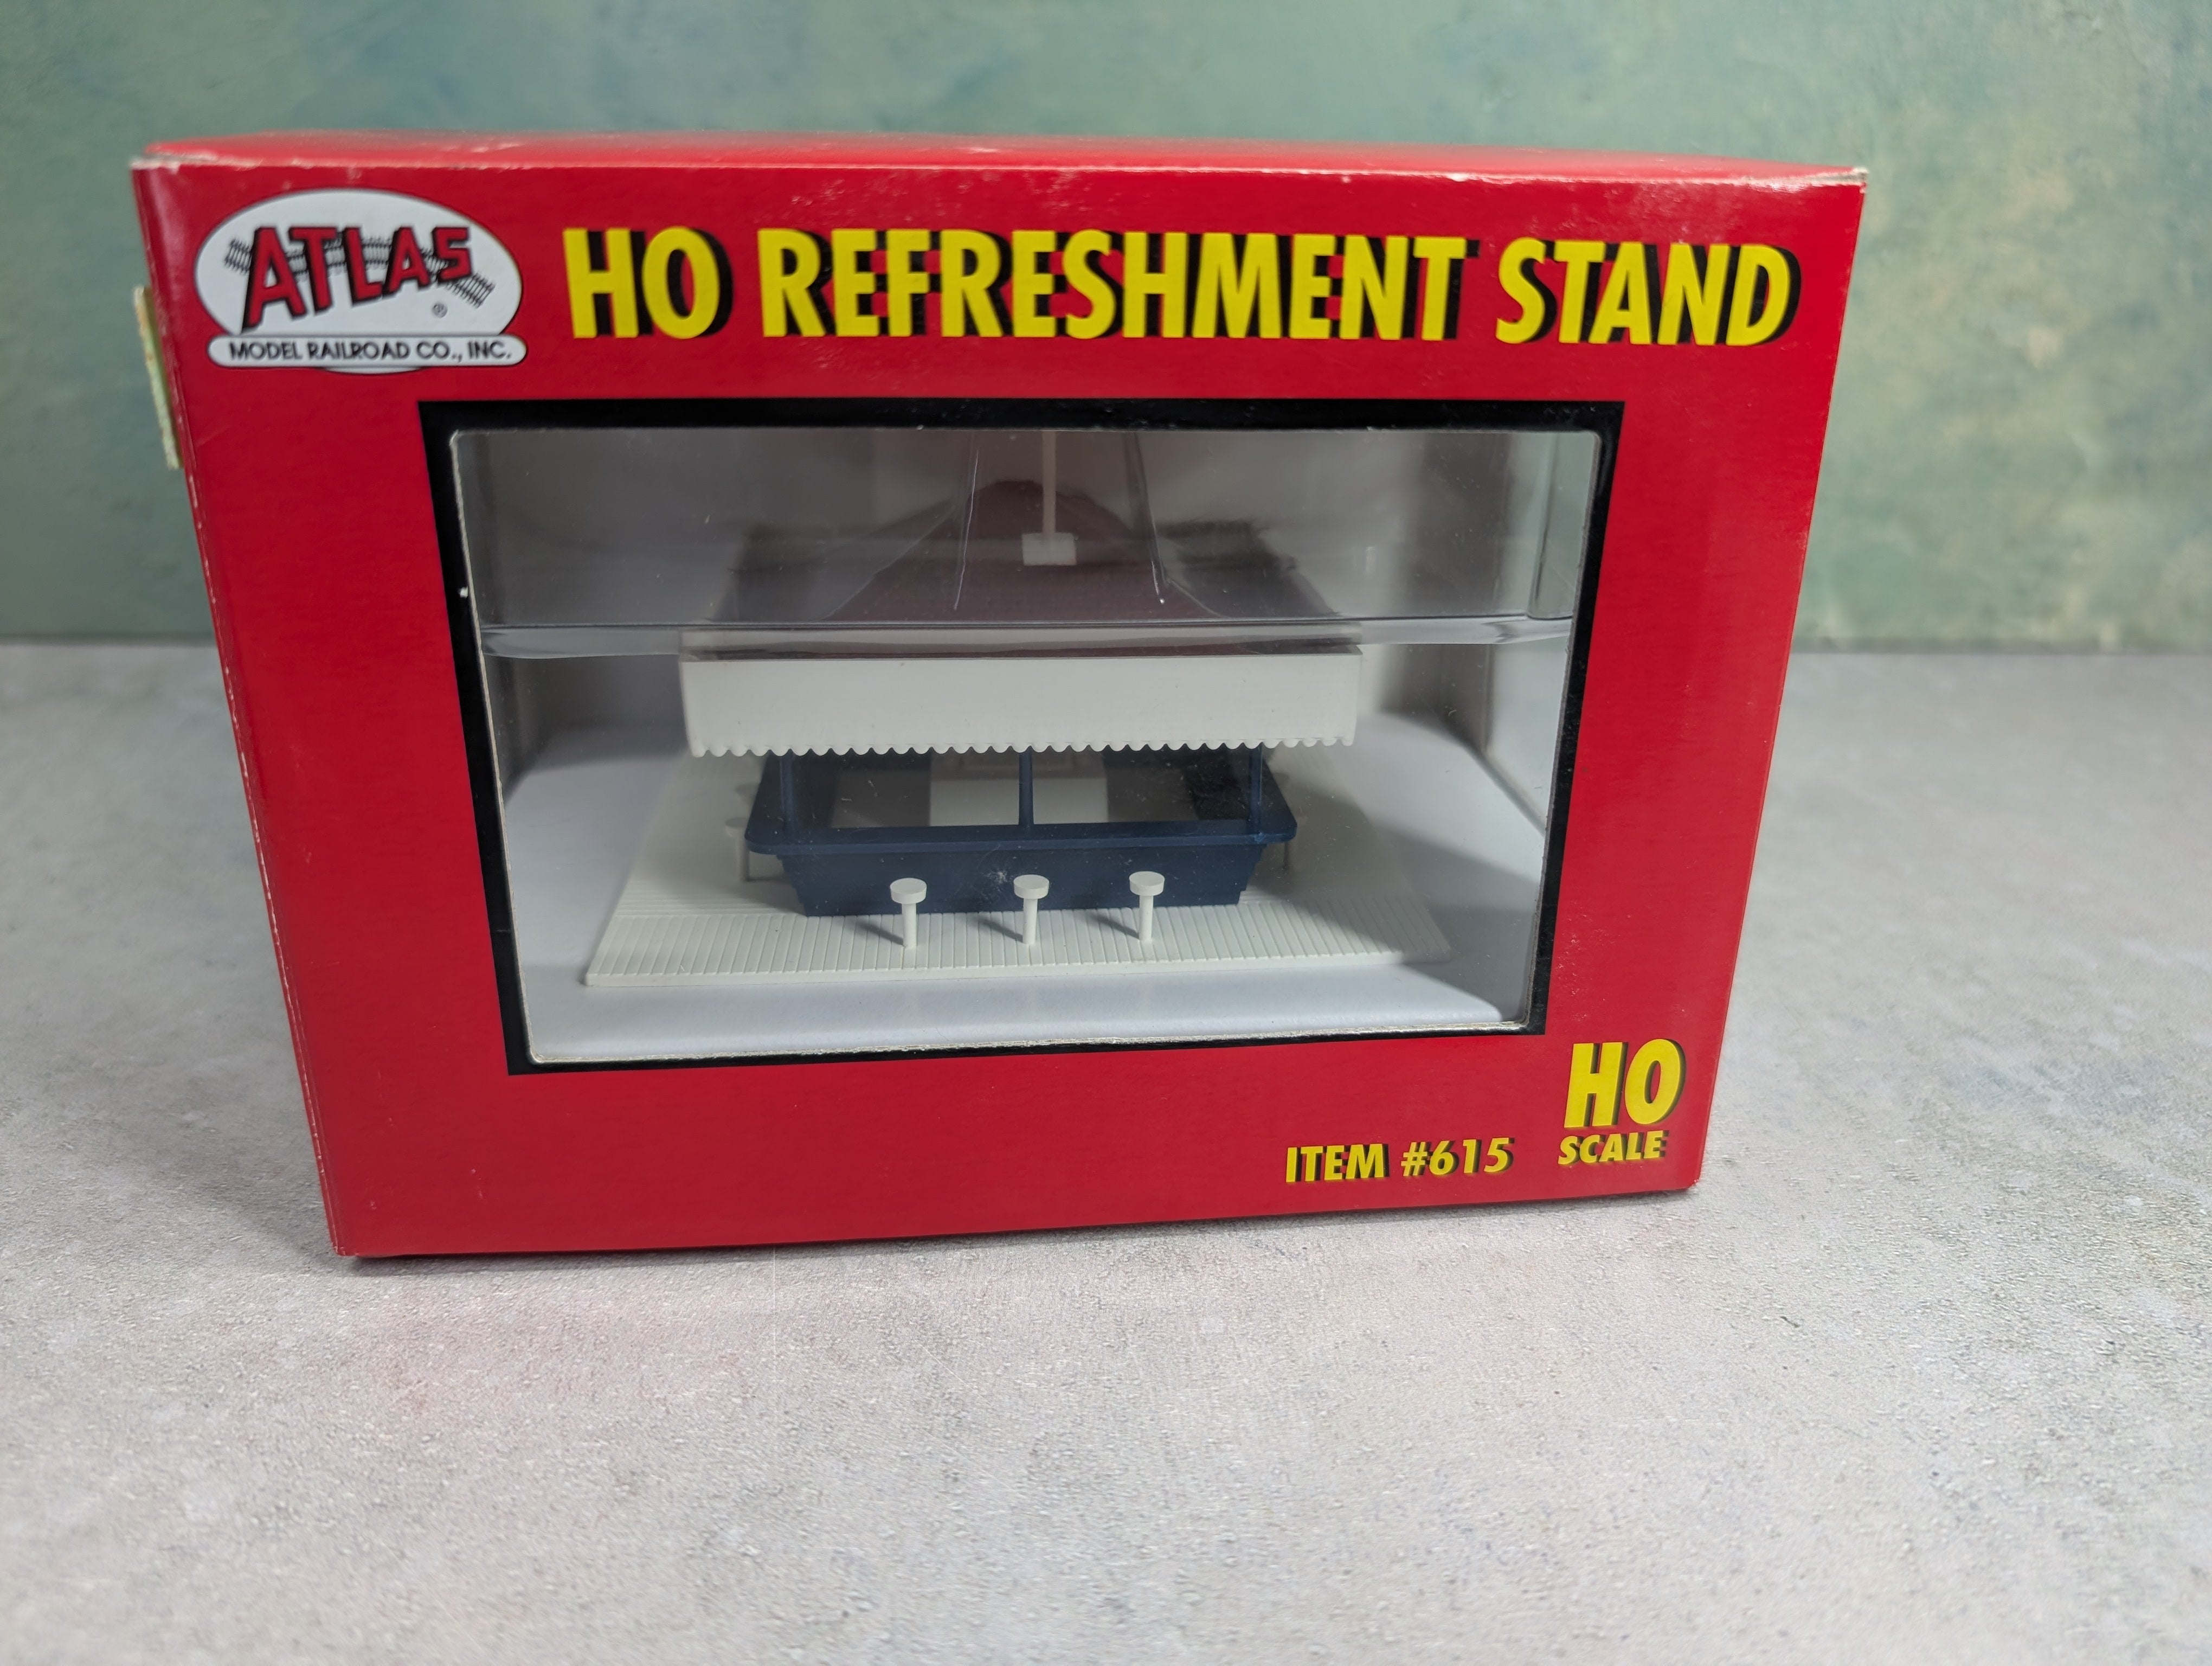 ATLAS
®
MODEL RAILROAD CO., INC.
HO REFRESHMENT STAND
HO
SCALE
ITEM #615